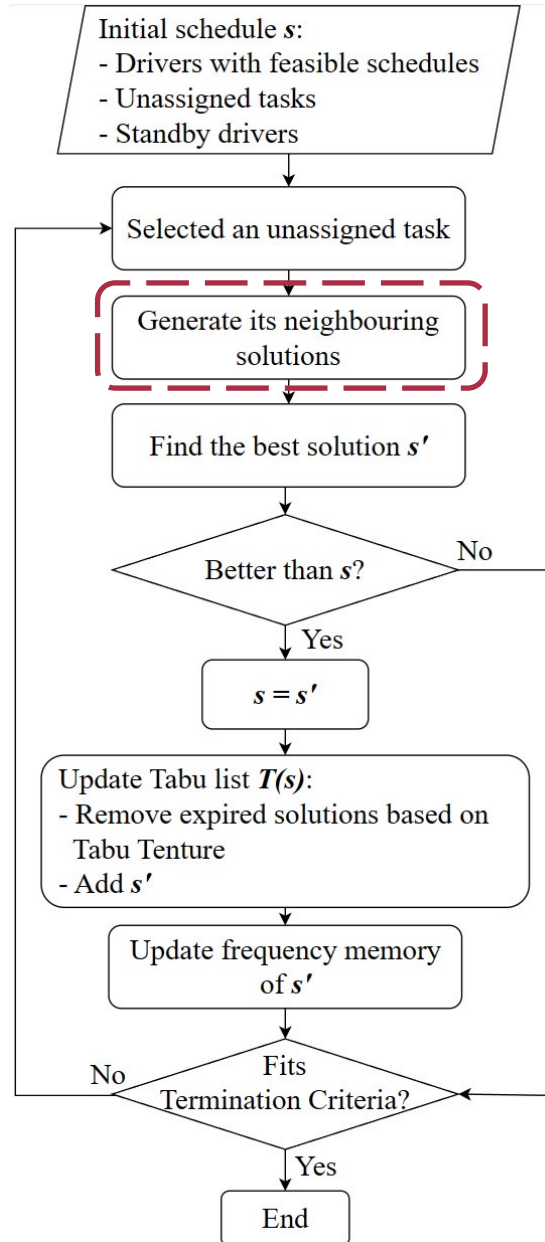 Initial schedule s:
- Drivers with feasible schedules
- Unassigned tasks
- Standby drivers
Selected an unassigned task
Generate its neighbouring
solutions
Find the best solution s'
Better than s?
No
Yes
s = s'
Update Tabu list T(s):
- Remove expired solutions based on
Tabu Tenture
- Add s'
Update frequency memory
of s'
No
Fits
Termination Criteria?
Yes
End